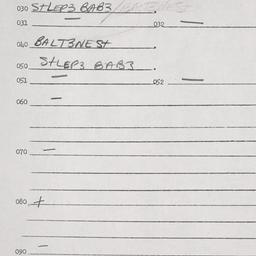 030 StLEP3 BAB3 .
031 — 032 —
040 BALT3NESt .
050 StLEP3 BAB3 .
051 — 052 —
060 —
070 —
080 +
090 —